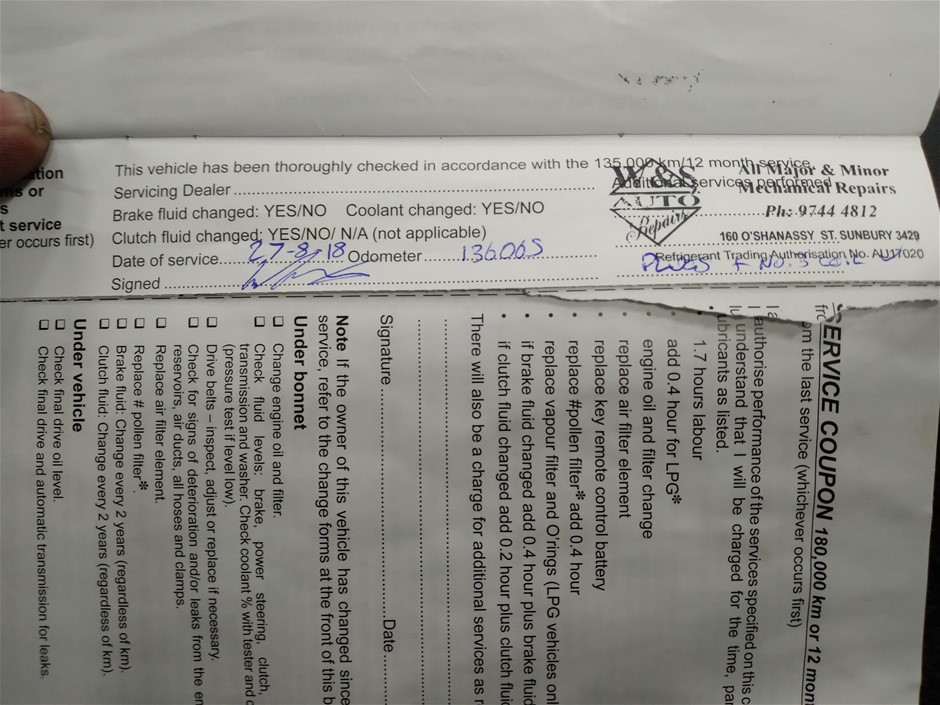 This vehicle has been thoroughly checked in accordance with the 135,000 km/12 month service.
Servicing Dealer
Additional services performed
Brake fluid changed: YES/NO Coolant changed: YES/NO
Clutch fluid changed: YES/NO/ N/A (not applicable)
Date of service 27-8-18 Odometer 136005
Signed
W & S
AUTO
Repairs
All Major & Minor
Mechanical Repairs
Ph: 9744 4812
160 O'SHANASSY ST. SUNBURY 3429
Refrigerant Trading Authorisation No. AU17020
PLUGS + NO. 3 COIL
ation
ms or
s
t service
er occurs first)
SERVICE COUPON 180,000 km or 12 mon
from the last service (whichever occurs first)
I authorise performance of the services specified on this c
I understand that I will be charged for the time, par
lubricants as listed.
• 1.7 hours labour
• add 0.4 hour for LPG*
• engine oil and filter change
• replace air filter element
• replace key remote control battery
• replace #pollen filter* add 0.4 hour
• replace vapour filter and O'rings (LPG vehicles onl
• if brake fluid changed add 0.4 hour plus brake fluid
• if clutch fluid changed add 0.2 hour plus clutch fluid
There will also be a charge for additional services as r
Signature Date
Note If the owner of this vehicle has changed since
service, refer to the change forms at the front of this b
Under bonnet
❑ Change engine oil and filter.
❑ Check fluid levels: brake, power steering, clutch,
transmission and washer. Check coolant % with tester and c
(pressure test if level low).
❑ Drive belts – inspect, adjust or replace if necessary.
❑ Check for signs of deterioration and/or leaks from the en
reservoirs, air ducts, all hoses and clamps.
❑ Replace air filter element.
❑ Replace # pollen filter*.
❑ Brake fluid: Change every 2 years (regardless of km).
❑ Clutch fluid: Change every 2 years (regardless of km).
Under vehicle
❑ Check final drive oil level.
❑ Check final drive and automatic transmission for leaks.